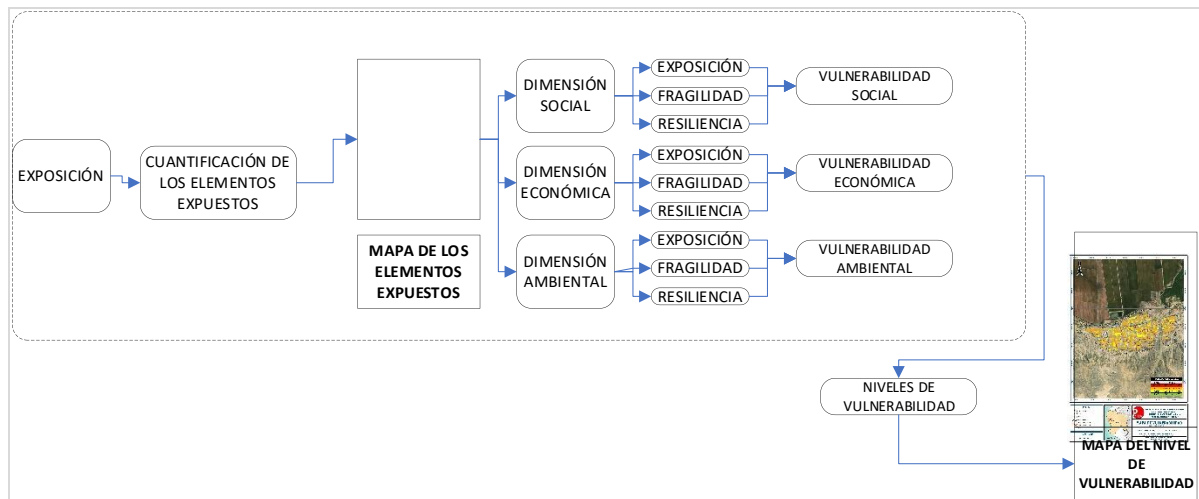 EXPOSICIÓN
CUANTIFICACIÓN DE
LOS ELEMENTOS
EXPUESTOS
MAPA DE LOS
ELEMENTOS
EXPUESTOS
DIMENSIÓN
SOCIAL
EXPOSICIÓN
FRAGILIDAD
RESILIENCIA
VULNERABILIDAD
SOCIAL
DIMENSIÓN
ECONÓMICA
EXPOSICIÓN
FRAGILIDAD
RESILIENCIA
VULNERABILIDAD
ECONÓMICA
DIMENSIÓN
AMBIENTAL
EXPOSICIÓN
FRAGILIDAD
RESILIENCIA
VULNERABILIDAD
AMBIENTAL
NIVELES DE
VULNERABILIDAD
MAPA DEL NIVEL
DE
VULNERABILIDAD